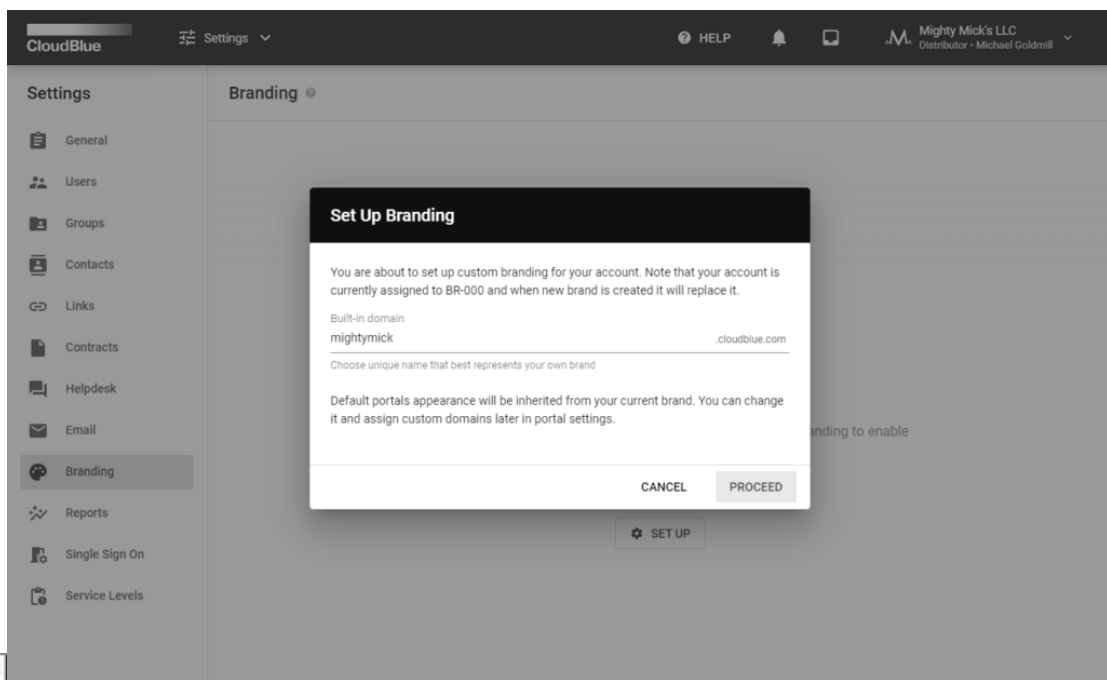 CloudBlue.
Settings
HELP
Mighty Mick's LLC
Distributor • Michael Goldmill
Settings
Branding
General
Users
Groups
Contacts
Links
Contracts
Helpdesk
Email
Branding
Reports
Single Sign On
Service Levels
Set Up Branding
You are about to set up custom branding for your account. Note that your account is
currently assigned to BR-000 and when new brand is created it will replace it.
Built-in domain
mightymick .cloudblue.com
Choose unique name that best represents your own brand
Default portals appearance will be inherited from your current brand. You can change
it and assign custom domains later in portal settings.
CANCEL PROCEED
anding to enable
SET UP